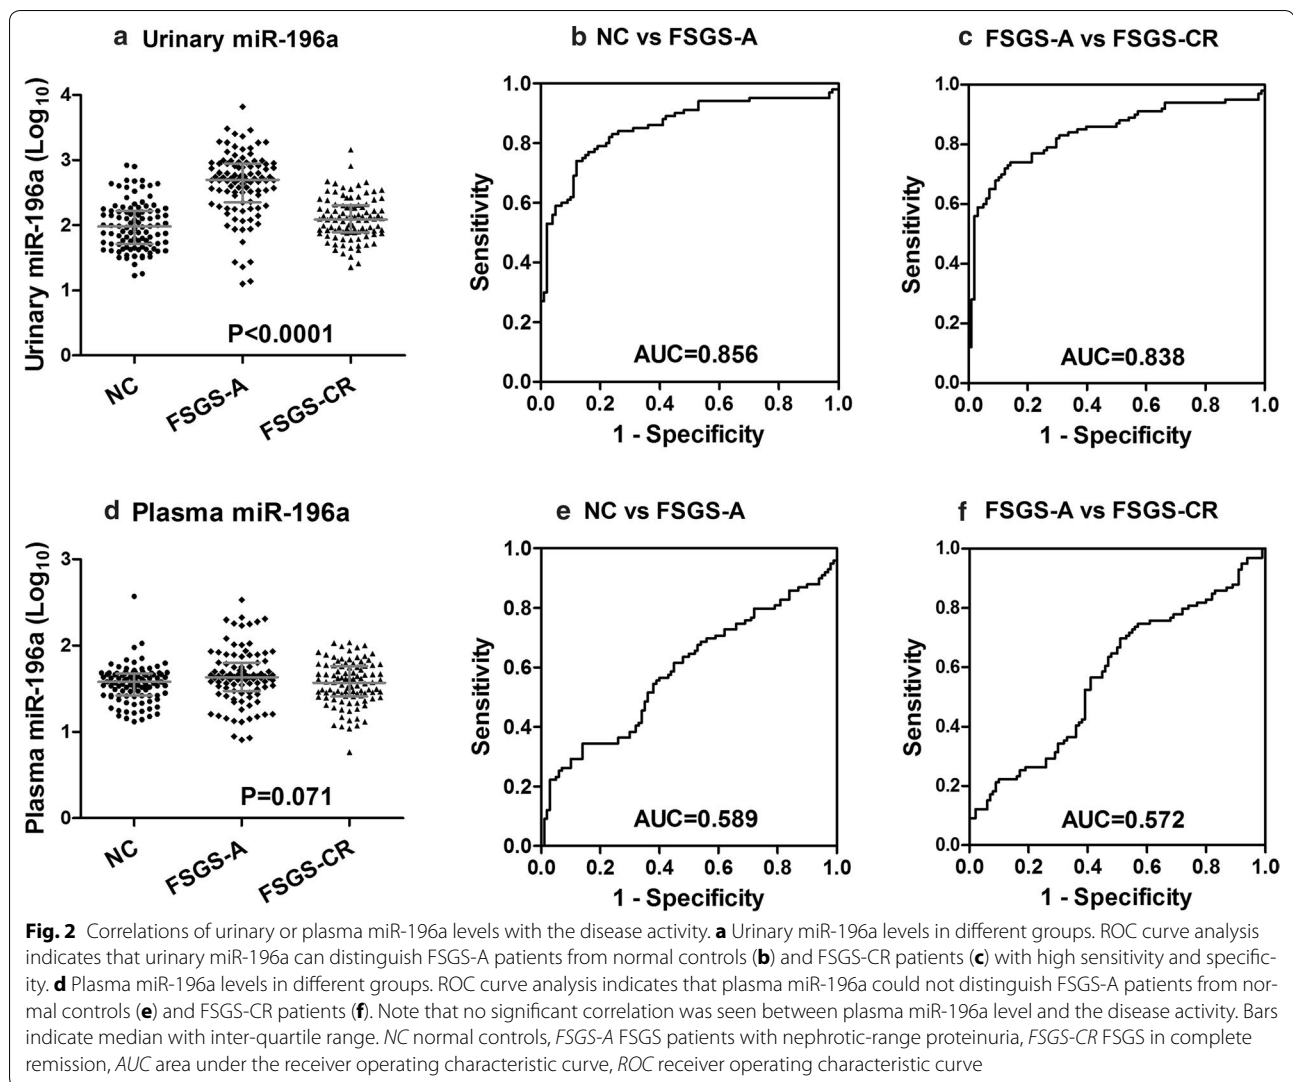 a Urinary miR-196a
Urinary miR-196a (Log10)
4
3
2
1
0
P<0.0001
NC
FSGS-A
FSGS-CR
b NC vs FSGS-A
Sensitivity
1.0
0.8
0.6
0.4
0.2
0.0
AUC=0.856
0.0 0.2 0.4 0.6 0.8 1.0
1 - Specificity
c FSGS-A vs FSGS-CR
Sensitivity
1.0
0.8
0.6
0.4
0.2
0.0
AUC=0.838
0.0 0.2 0.4 0.6 0.8 1.0
1 - Specificity
d Plasma miR-196a
Plasma miR-196a (Log10)
3
2
1
0
P=0.071
NC
FSGS-A
FSGS-CR
e NC vs FSGS-A
Sensitivity
1.0
0.8
0.6
0.4
0.2
0.0
AUC=0.589
0.0 0.2 0.4 0.6 0.8 1.0
1 - Specificity
f FSGS-A vs FSGS-CR
Sensitivity
1.0
0.8
0.6
0.4
0.2
0.0
AUC=0.572
0.0 0.2 0.4 0.6 0.8 1.0
1 - Specificity
Fig. 2 Correlations of urinary or plasma miR-196a levels with the disease activity. a Urinary miR-196a levels in different groups. ROC curve analysis
indicates that urinary miR-196a can distinguish FSGS-A patients from normal controls (b) and FSGS-CR patients (c) with high sensitivity and specific-
ity. d Plasma miR-196a levels in different groups. ROC curve analysis indicates that plasma miR-196a could not distinguish FSGS-A patients from nor-
mal controls (e) and FSGS-CR patients (f). Note that no significant correlation was seen between plasma miR-196a level and the disease activity. Bars
indicate median with inter-quartile range. NC normal controls, FSGS-A FSGS patients with nephrotic-range proteinuria, FSGS-CR FSGS in complete
remission, AUC area under the receiver operating characteristic curve, ROC receiver operating characteristic curve